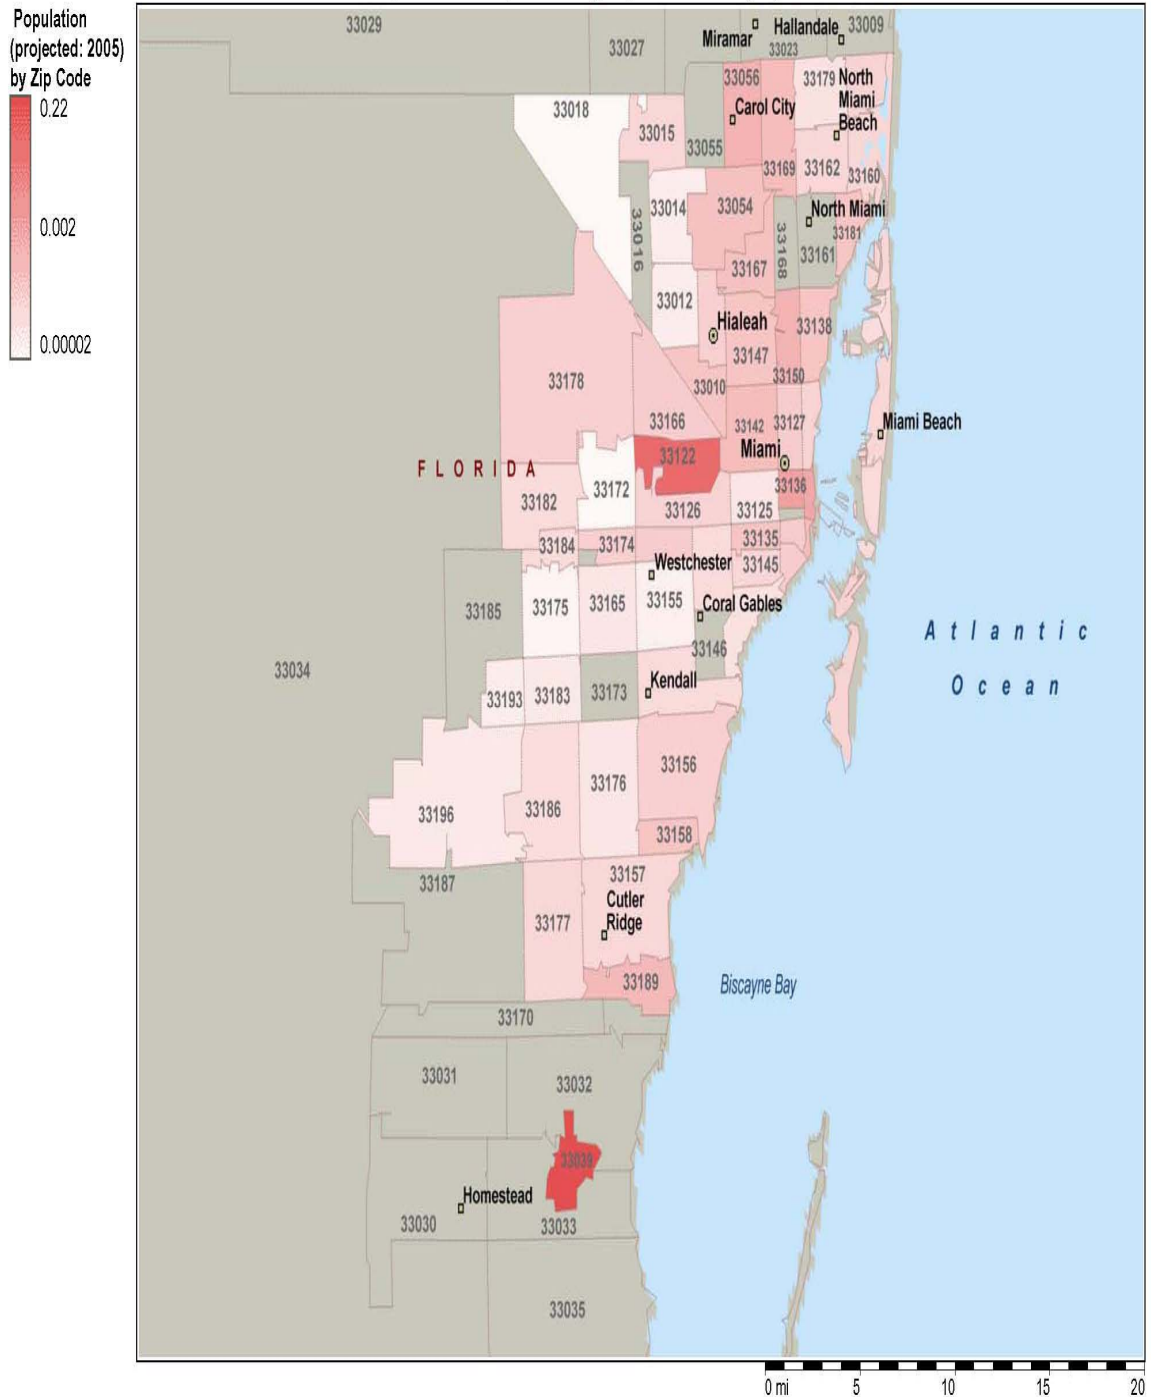 Population
(projected: 2005)
by Zip Code
0.22
0.002
0.00002
33029
33027
Miramar
Hallandale
33009
33023
33018
33015
33055
33056
Carol City
33179
North
Miami
Beach
33169
33162
33160
33014
33016
33054
North Miami
33168
33161
33181
33167
33012
Hialeah
33138
33147
33178
33010
33150
33166
33142
33127
Miami Beach
Miami
FLORIDA
33122
33172
33136
33182
33126
33125
33184
33174
33135
Westchester
33145
33185
33175
33165
33155
Coral Gables
33146
Atlantic
Ocean
33034
Kendall
33193
33183
33173
33156
33176
33196
33186
33158
33187
33157
Cutler
Ridge
33177
33189
Biscayne Bay
33170
33031
33032
33039
Homestead
33030
33033
35035
0 mi 5 10 15 20